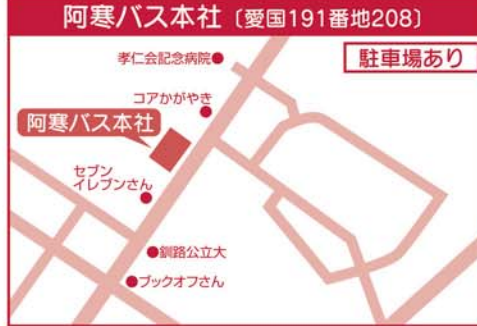 阿寒バス本社〔愛国191番地208〕
駐車場あり
孝仁会記念病院
コアかがやき
阿寒バス本社
セブン
イレブンさん
釧路公立大
ブックオフさん